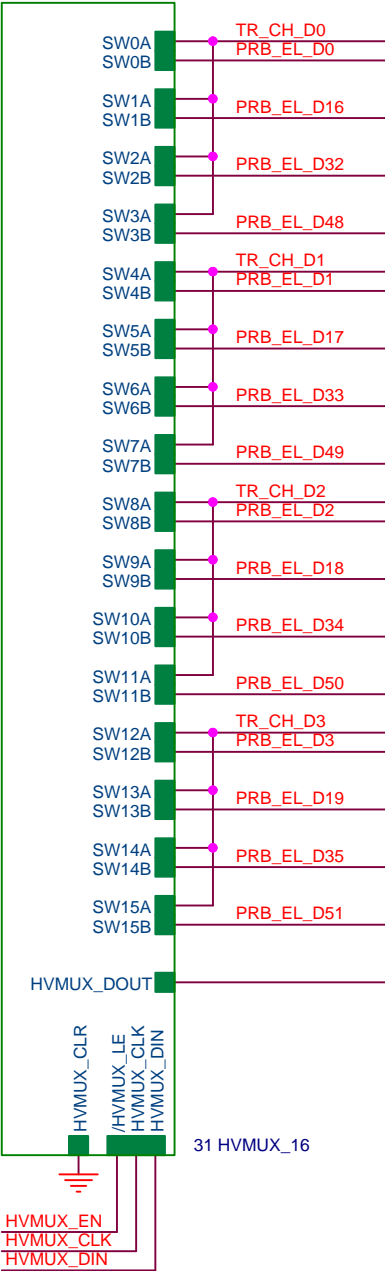 TR_CH_D0
SW0A
PRB_EL_D0
SW0B
SW1A
PRB_EL_D16
SW1B
SW2A
PRB_EL_D32
SW2B
SW3A
PRB_EL_D48
SW3B
TR_CH_D1
SW4A
PRB_EL_D1
SW4B
SW5A
PRB_EL_D17
SW5B
SW6A
PRB_EL_D33
SW6B
SW7A
PRB_EL_D49
SW7B
TR_CH_D2
SW8A
PRB_EL_D2
SW8B
SW9A
PRB_EL_D18
SW9B
SW10A
PRB_EL_D34
SW10B
SW11A
PRB_EL_D50
SW11B
TR_CH_D3
SW12A
PRB_EL_D3
SW12B
SW13A
PRB_EL_D19
SW13B
SW14A
PRB_EL_D35
SW14B
SW15A
PRB_EL_D51
SW15B
HVMUX_DOUT
HVMUX_CLR
/HVMUX_LE
HVMUX_CLK
HVMUX_DIN
31 HVMUX_16
HVMUX_EN
HVMUX_CLK
HVMUX_DIN